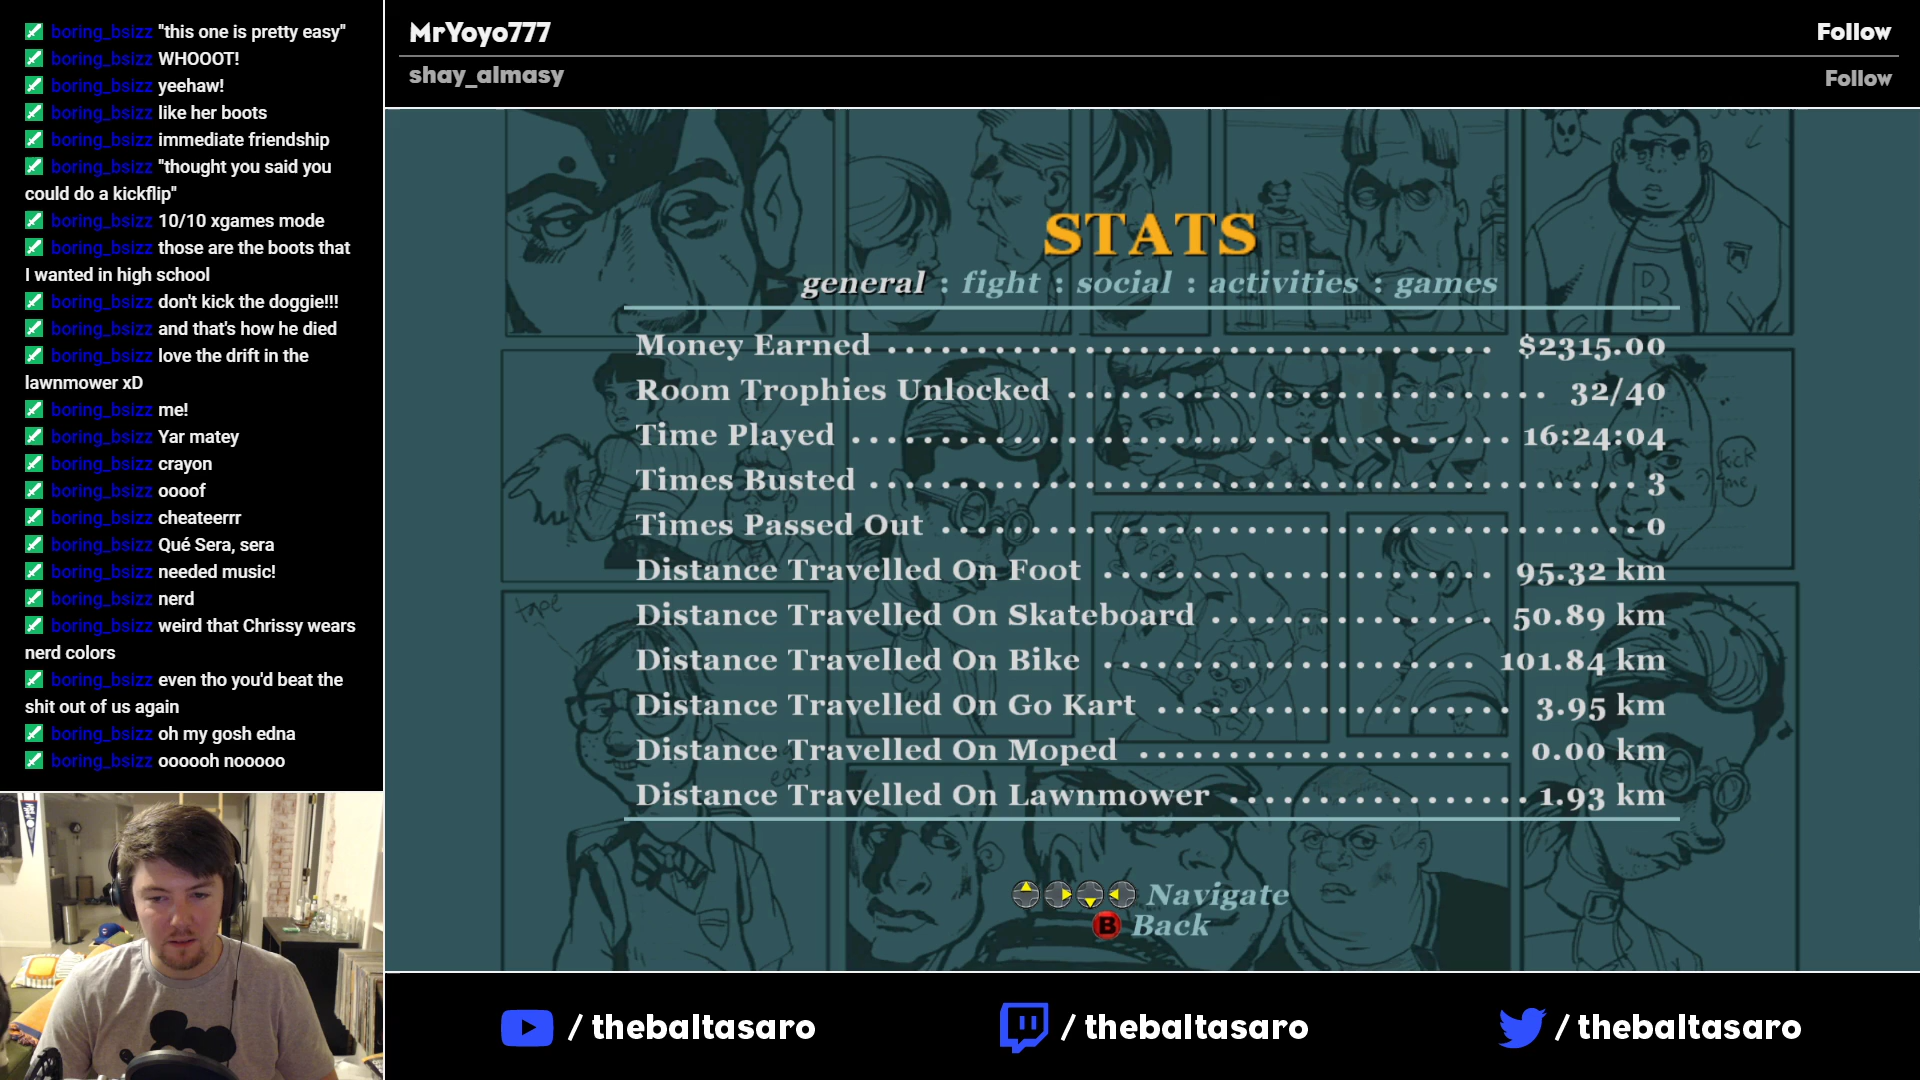 boring_bsizz "this one is pretty easy"
boring_bsizz WHOOOT!
boring_bsizz yeehaw!
boring_bsizz like her boots
boring_bsizz immediate friendship
boring_bsizz "thought you said you
could do a kickflip"
boring_bsizz 10/10 xgames mode
boring_bsizz those are the boots that
I wanted in high school
boring_bsizz don't kick the doggie!!!
boring_bsizz and that's how he died
boring_bsizz love the drift in the
lawnmower xD
boring_bsizz me!
boring_bsizz Yar matey
boring_bsizz crayon
boring_bsizz oooof
boring_bsizz cheateerrr
boring_bsizz Qué Sera, sera
boring_bsizz needed music!
boring_bsizz nerd
boring_bsizz weird that Chrissy wears
nerd colors
boring_bsizz even tho you'd beat the
shit out of us again
boring_bsizz oh my gosh edna
boring_bsizz oooooh nooooo
MrYoyo777 Follow
shay_almasy Follow
STATS
general : fight : social : activities : games
Money Earned $2315.00
Room Trophies Unlocked 32/40
Time Played 16:24:04
Times Busted 3
Times Passed Out 0
Distance Travelled On Foot 95.32 km
Distance Travelled On Skateboard 50.89 km
Distance Travelled On Bike 101.84 km
Distance Travelled On Go Kart 3.95 km
Distance Travelled On Moped 0.00 km
Distance Travelled On Lawnmower 1.93 km
tape
ears
kick
me
B
Navigate
B Back
/ thebaltasaro
/ thebaltasaro
/ thebaltasaro